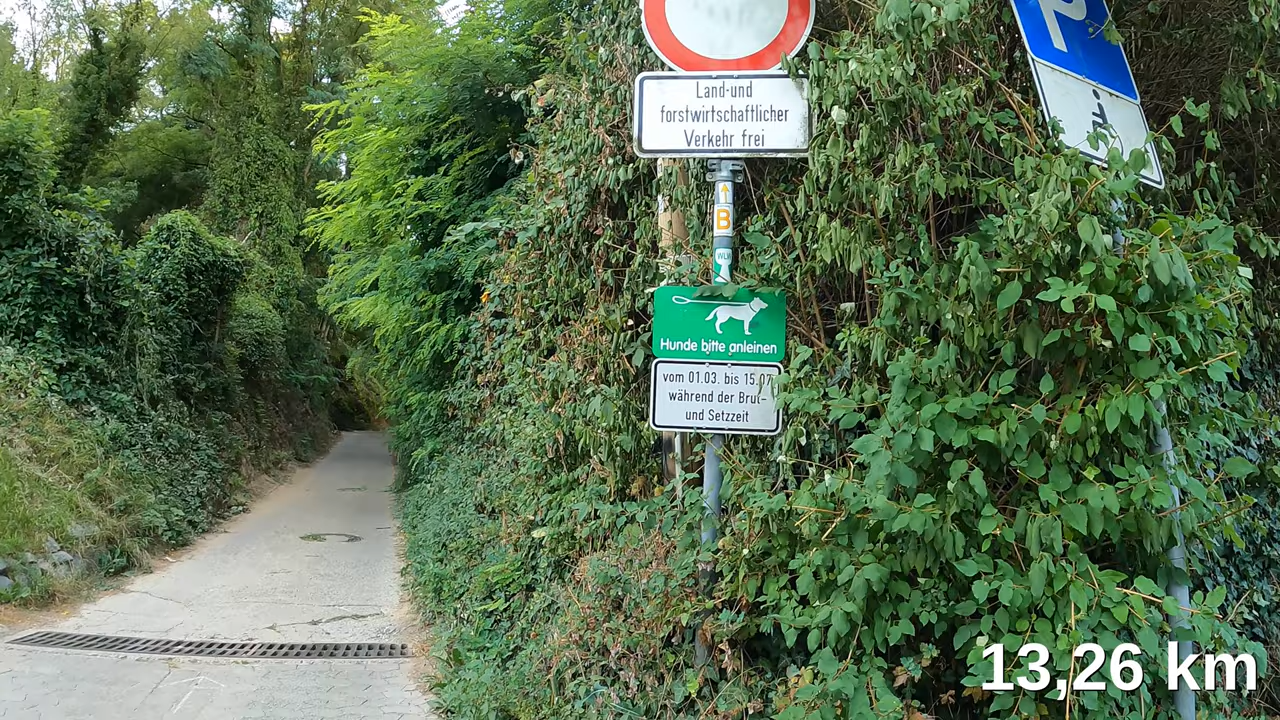 Land-und
forstwirtschaftlicher
Verkehr frei
P
B
WLW
Hunde bitte anleinen
vom 01.03. bis 15.07
während der Brut-
und Setzzeit
13,26 km